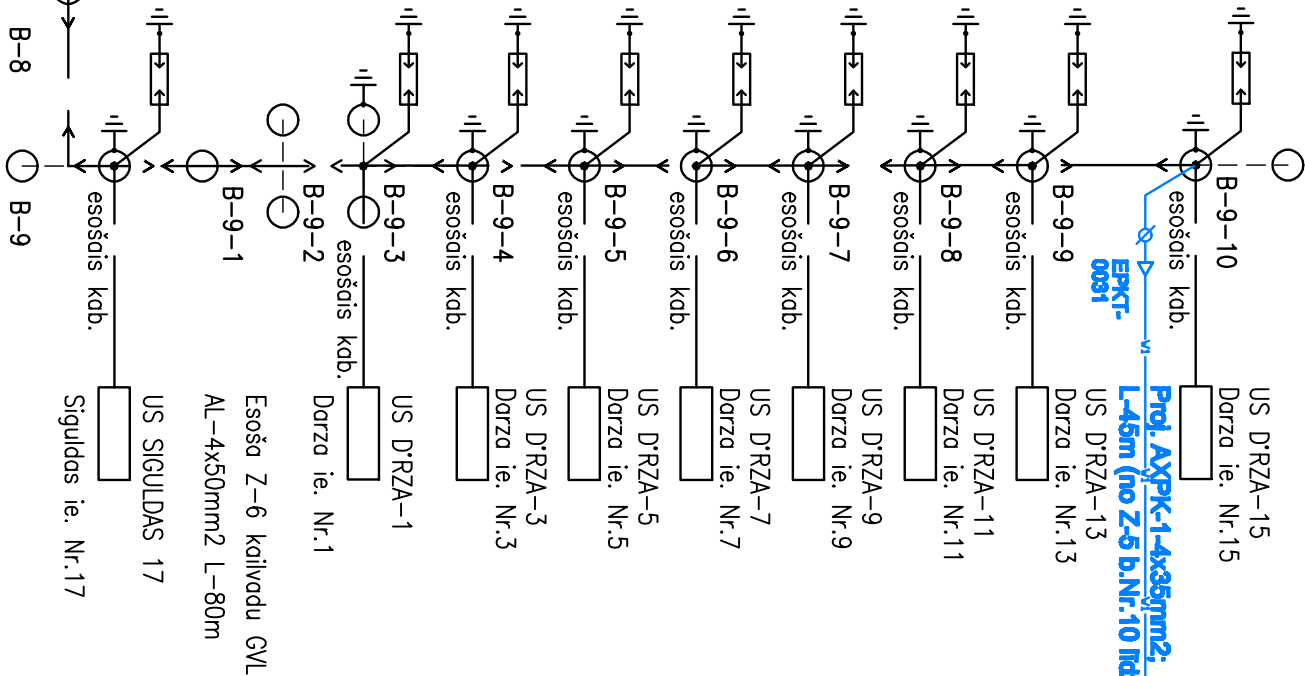 B-8
B-9
B-9-1
B-9-2
B-9-3
B-9-4
B-9-5
B-9-6
B-9-7
B-9-8
B-9-9
B-9-10
esošais kab.
esošais kab.
esošais kab.
esošais kab.
esošais kab.
esošais kab.
esošais kab.
esošais kab.
esošais kab.
EPKT-
0031
V1
V1
V1
Proj. AXPK-1-4x35mm2;
L-45m (no Z-5 b.Nr.10 līdz
US D'RZA-15
Darza ie. Nr.15
US D'RZA-13
Darza ie. Nr.13
US D'RZA-11
Darza ie. Nr.11
US D'RZA-9
Darza ie. Nr.9
US D'RZA-7
Darza ie. Nr.7
US D'RZA-5
Darza ie. Nr.5
US D'RZA-3
Darza ie. Nr.3
US D'RZA-1
Darza ie. Nr.1
Esoša Z-6 kailvadu GVL
AL-4x50mm2 L-80m
US SIGULDAS 17
Siguldas ie. Nr.17